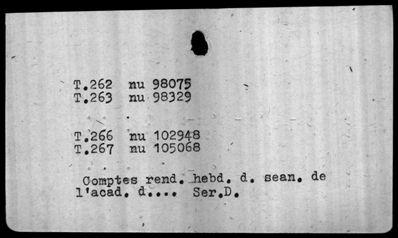 T.262 nu 98075
T.263 nu 98329
T.266 nu 102948
T.267 nu 105068
Comptes rend. hebd. d. sean. de
l'acad. d.... Ser.D.